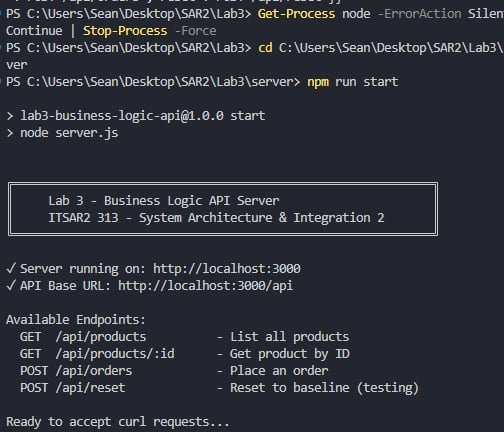 PS C:\Users\Sean\Desktop\SAR2\Lab3> Get-Process node -ErrorAction Silen
Continue | Stop-Process -Force
PS C:\Users\Sean\Desktop\SAR2\Lab3> cd C:\Users\Sean\Desktop\SAR2\Lab3\
ver
PS C:\Users\Sean\Desktop\SAR2\Lab3\server> npm run start
> lab3-business-logic-api@1.0.0 start
> node server.js
Lab 3 - Business Logic API Server
ITSAR2 313 - System Architecture & Integration 2
✓ Server running on: http://localhost:3000
✓ API Base URL: http://localhost:3000/api
Available Endpoints:
GET /api/products - List all products
GET /api/products/:id - Get product by ID
POST /api/orders - Place an order
POST /api/reset - Reset to baseline (testing)
Ready to accept curl requests...